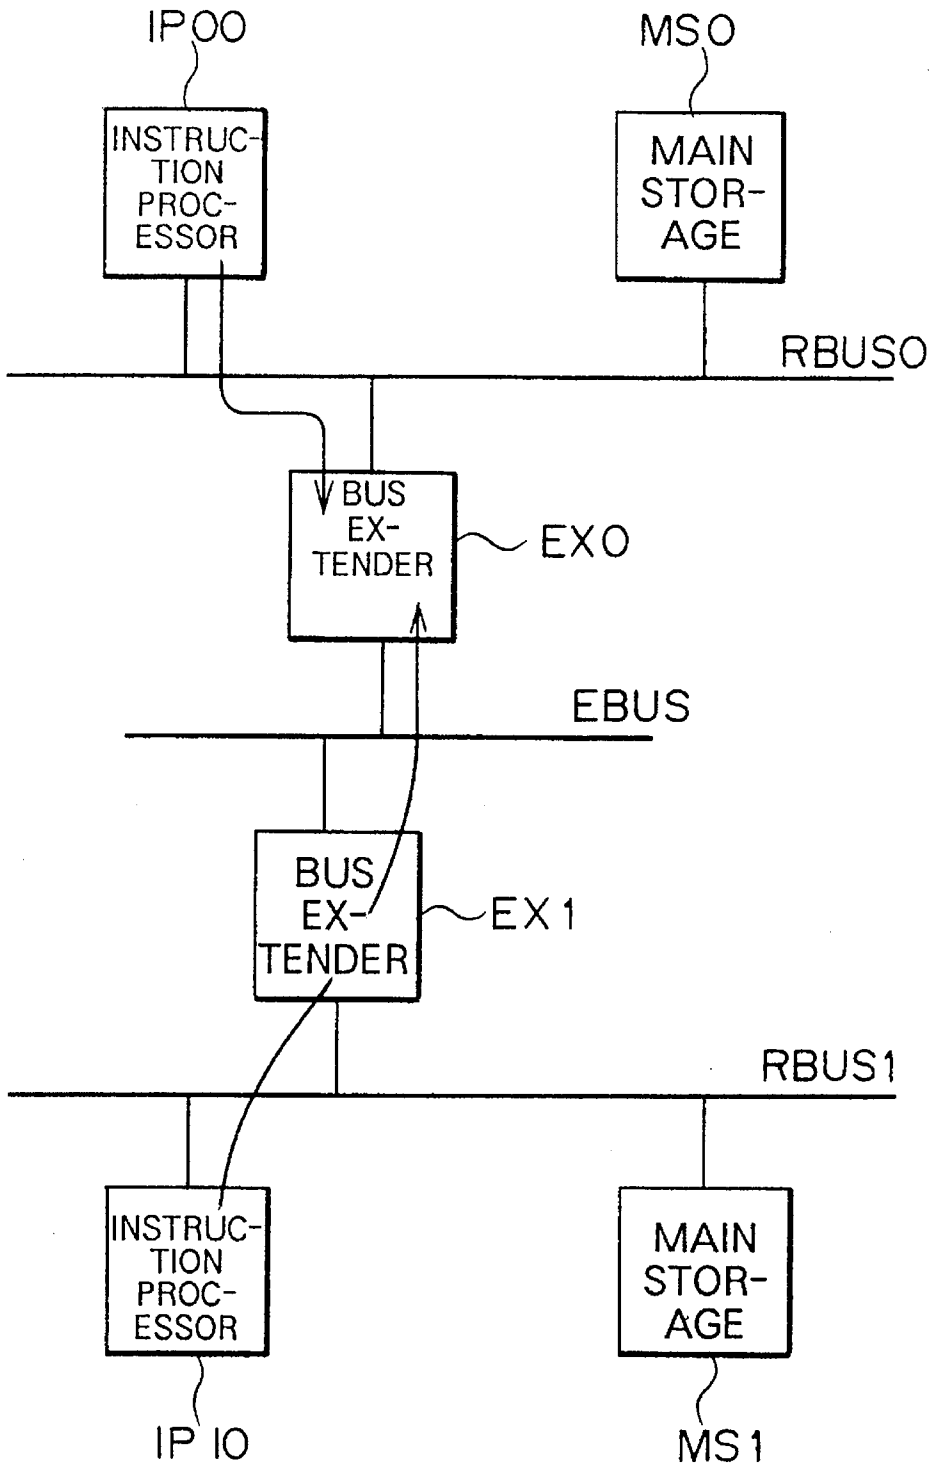 IP00
MS0
INSTRUC-
TION
PROC-
ESSOR
MAIN
STOR-
AGE
RBUS0
BUS
EX-
TENDER
EX0
EBUS
BUS
EX-
TENDER
EX1
RBUS1
INSTRUC-
TION
PROC-
ESSOR
MAIN
STOR-
AGE
IP10
MS1